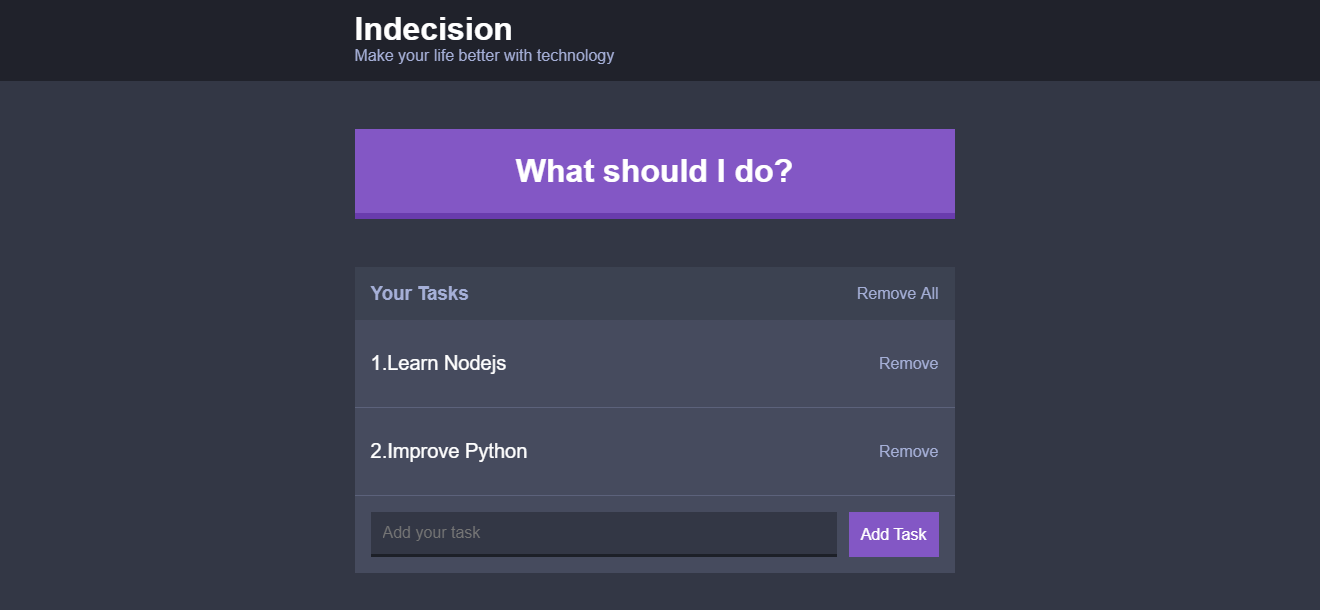 Indecision
Make your life better with technology
What should I do?
Your Tasks Remove All
1.Learn Nodejs Remove
2.Improve Python Remove
Add your task Add Task